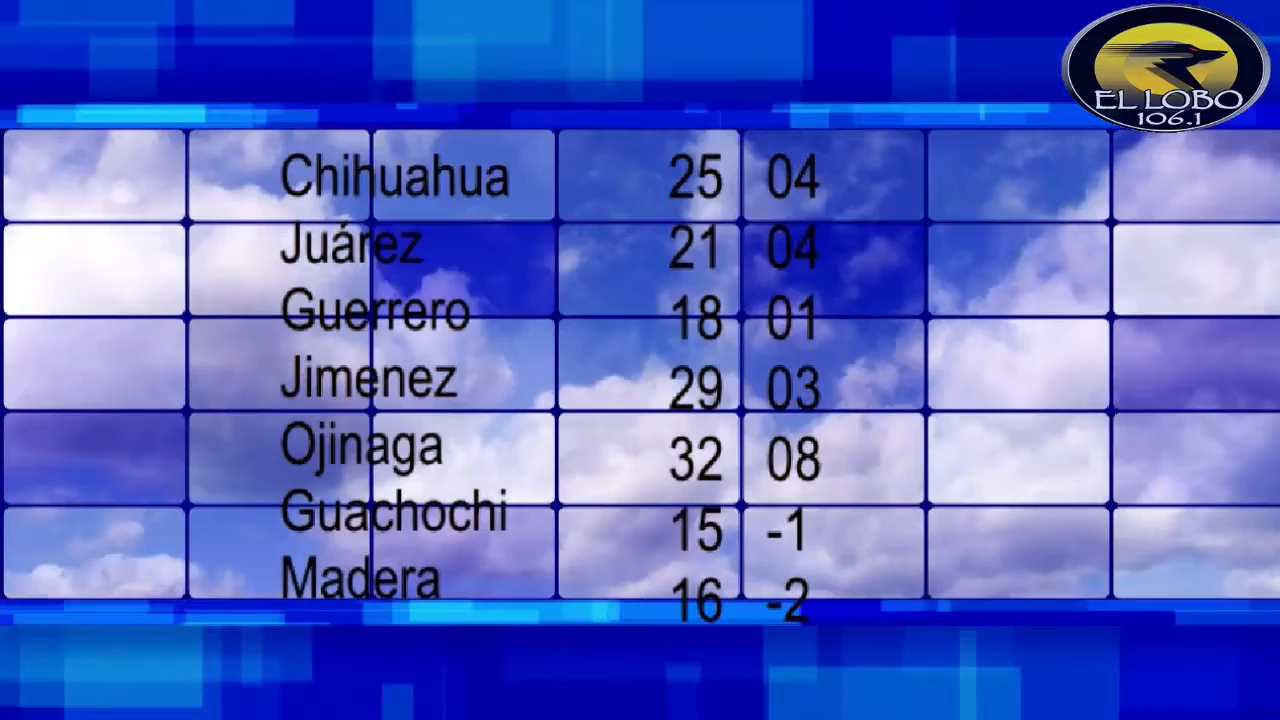 EL LOBO
106.1
Chihuahua 25 04
Juárez 21 04
Guerrero 18 01
Jimenez 29 03
Ojinaga 32 08
Guachochi 15 -1
Madera 16 -2